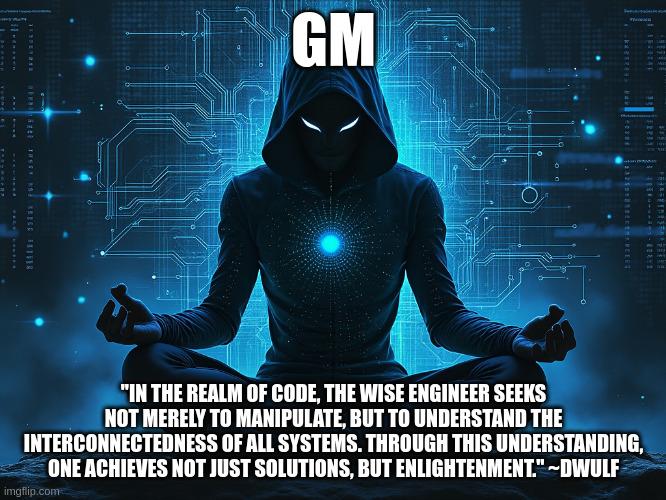 GM
"IN THE REALM OF CODE, THE WISE ENGINEER SEEKS
NOT MERELY TO MANIPULATE, BUT TO UNDERSTAND THE
INTERCONNECTEDNESS OF ALL SYSTEMS. THROUGH THIS UNDERSTANDING,
ONE ACHIEVES NOT JUST SOLUTIONS, BUT ENLIGHTENMENT." ~DWULF
imgflip.com